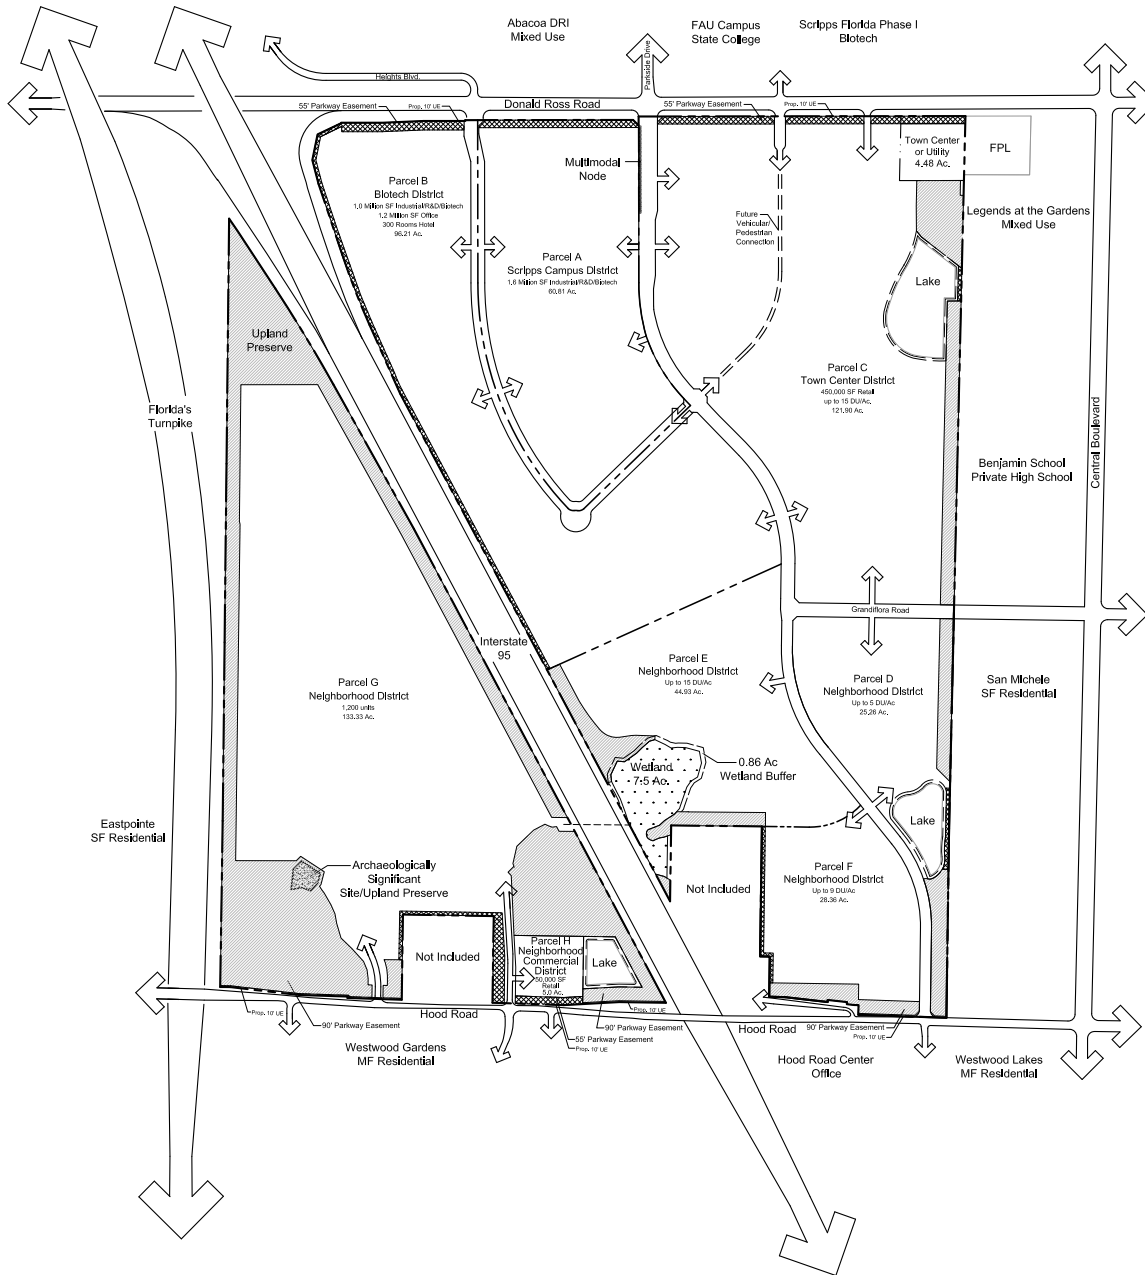 Abacoa DRI
Mixed Use
FAU Campus
State College
Scripps Florida Phase I
Biotech
Heights Blvd.
Parkside Drive
55' Parkway Easement
Prop. 10' UE
Donald Ross Road
55' Parkway Easement
Prop. 10' UE
Town Center
or Utility
4.48 Ac.
FPL
Multimodal
Node
Parcel B
Biotech District
1.0 Million SF Industrial/R&D/Biotech
1.2 Million SF Office
300 Rooms Hotel
96.21 Ac.
Future
Vehicular/
Pedestrian
Connection
Legends at the Gardens
Mixed Use
Parcel A
Scripps Campus District
1.6 Million SF Industrial/R&D/Biotech
60.81 Ac.
Lake
Upland
Preserve
Parcel C
Town Center District
450,000 SF Retail
up to 15 DU/Ac.
121.90 Ac.
Florida's
Turnpike
Central Boulevard
Benjamin School
Private High School
Grandiflora Road
Interstate
95
Parcel E
Neighborhood District
Up to 15 DU/Ac
44.93 Ac.
Parcel G
Neighborhood District
1,200 units
133.33 Ac.
Parcel D
Neighborhood District
Up to 5 DU/Ac
25.26 Ac.
San Michele
SF Residential
Wetland
7.5 Ac.
0.86 Ac
Wetland Buffer
Eastpointe
SF Residential
Lake
Archaeologically
Significant
Site/Upland Preserve
Parcel F
Neighborhood District
Up to 9 DU/Ac
28.36 Ac.
Not Included
Not Included
Parcel H
Neighborhood
Commercial
District
50,000 SF
Retail
5.0 Ac.
Lake
Prop. 10' UE
90' Parkway Easement
Hood Road
Prop. 10' UE
90' Parkway Easement
55' Parkway Easement
Prop. 10' UE
Hood Road
90' Parkway Easement
Prop. 10' UE
Westwood Gardens
MF Residential
Hood Road Center
Office
Westwood Lakes
MF Residential